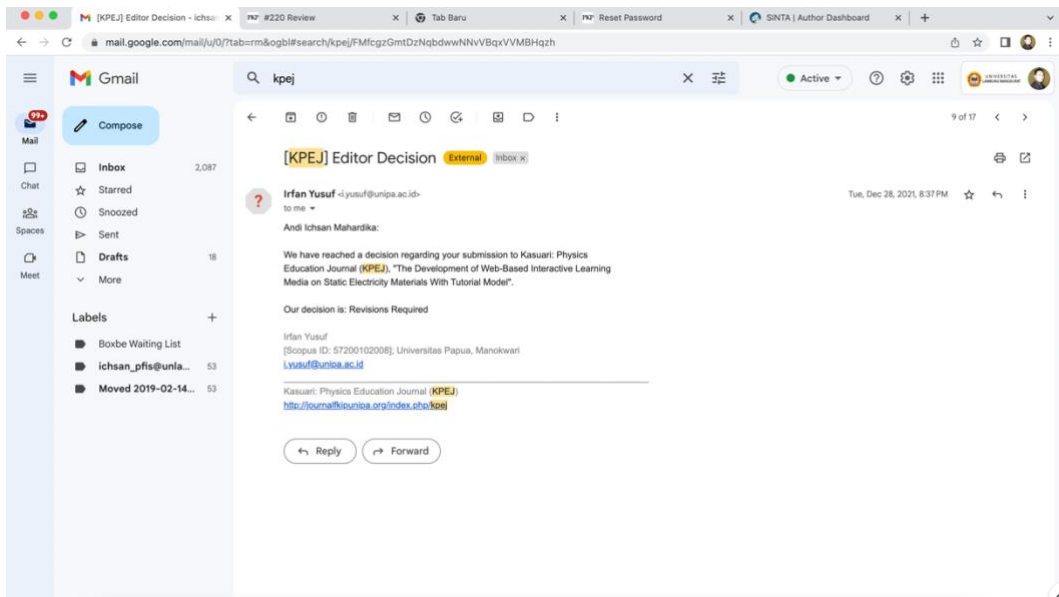 [KPEJ] Editor Decision - ichsan
#220 Review
Tab Baru
Reset Password
SINTA | Author Dashboard
mail.google.com/mail/u/0/?tab=rm&ogbl#search/kpej/FMfcgzGmtDzNqbdwwNNvVBqxVVMBHqzh
Gmail
kpej
Active
99+
Mail
Chat
Spaces
Meet
Compose
Inbox 2,087
Starred
Snoozed
Sent
Drafts 18
More
Labels
Boxbe Waiting List
ichsan_pfis@unla... 53
Moved 2019-02-14... 53
9 of 17
[KPEJ] Editor Decision External Inbox x
Irfan Yusuf <i.yusuf@unipa.ac.id> Tue, Dec 28, 2021, 8:37 PM
to me
Andi Ichsan Mahardika:
We have reached a decision regarding your submission to Kasuari: Physics
Education Journal (KPEJ), "The Development of Web-Based Interactive Learning
Media on Static Electricity Materials With Tutorial Model".
Our decision is: Revisions Required
Irfan Yusuf
[Scopus ID: 57200102008]; Universitas Papua, Manokwari
i.yusuf@unipa.ac.id
Kasuari: Physics Education Journal (KPEJ)
http://journalfkipunipa.org/index.php/kpej
Reply
Forward